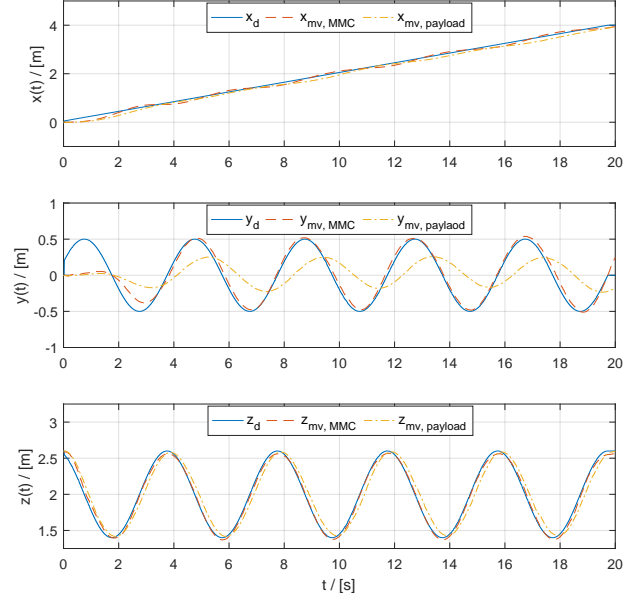 x_d x_mv, MMC x_mv, payload
4
2
0
x(t) / [m]
0 2 4 6 8 10 12 14 16 18 20
y_d y_mv, MMC y_mv, paylaod
1
0.5
0
-0.5
-1
y(t) / [m]
0 2 4 6 8 10 12 14 16 18 20
z_d z_mv, MMC z_mv, payload
3
2.5
2
1.5
z(t) / [m]
0 2 4 6 8 10 12 14 16 18 20
t / [s]